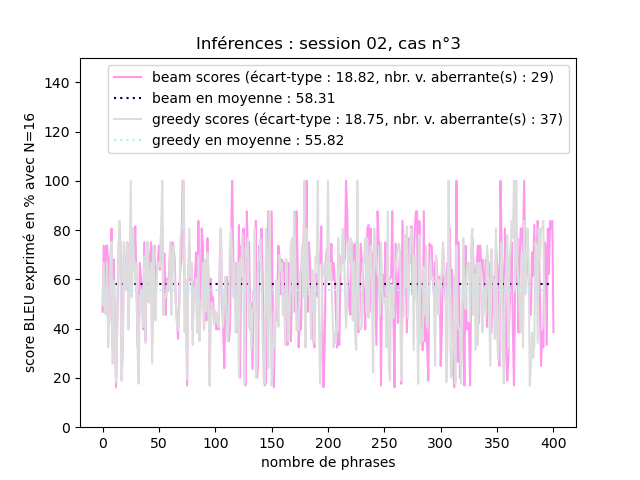 Inférences : session 02, cas n°3
beam scores (écart-type : 18.82, nbr. v. aberrante(s) : 29)
beam en moyenne : 58.31
greedy scores (écart-type : 18.75, nbr. v. aberrante(s) : 37)
greedy en moyenne : 55.82
score BLEU exprimé en % avec N=16
140
120
100
80
60
40
20
0
0 50 100 150 200 250 300 350 400
nombre de phrases